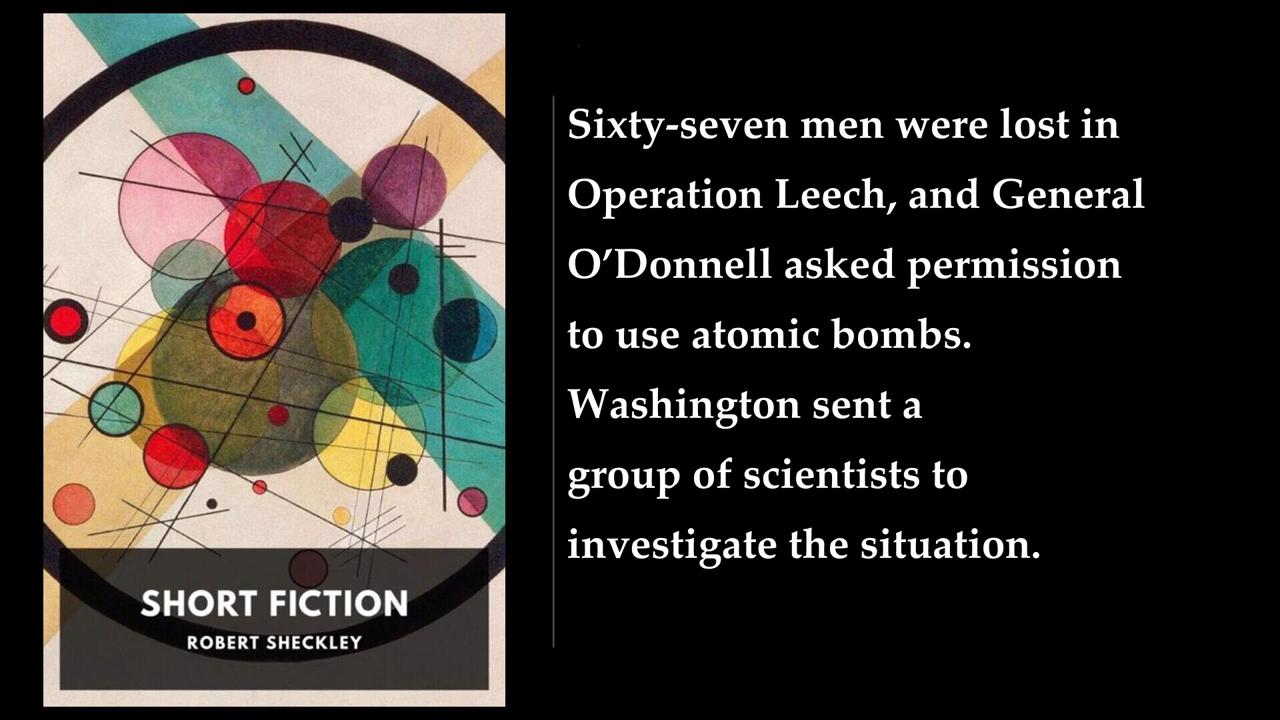 SHORT FICTION
ROBERT SHECKLEY
Sixty-seven men were lost in
Operation Leech, and General
O’Donnell asked permission
to use atomic bombs.
Washington sent a
group of scientists to
investigate the situation.